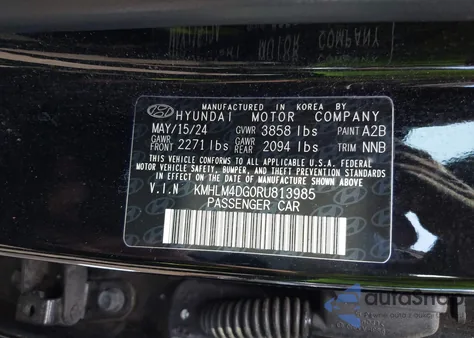 MANUFACTURED IN KOREA BY
HYUNDAI MOTOR COMPANY
MAY/15/24 GVWR 3858 lbs PAINT A2B
GAWR FRONT 2271 lbs GAWR REAR 2094 lbs TRIM NNB
THIS VEHICLE CONFORMS TO ALL APPLICABLE U.S.A. FEDERAL
MOTOR VEHICLE SAFETY, BUMPER, AND THEFT PREVENTION
STANDARDS IN EFFECT ON THE DATE OF MANUFACTURE
SHOWN ABOVE.
V.I.N KMHLM4DG0RU813985
PASSENGER CAR